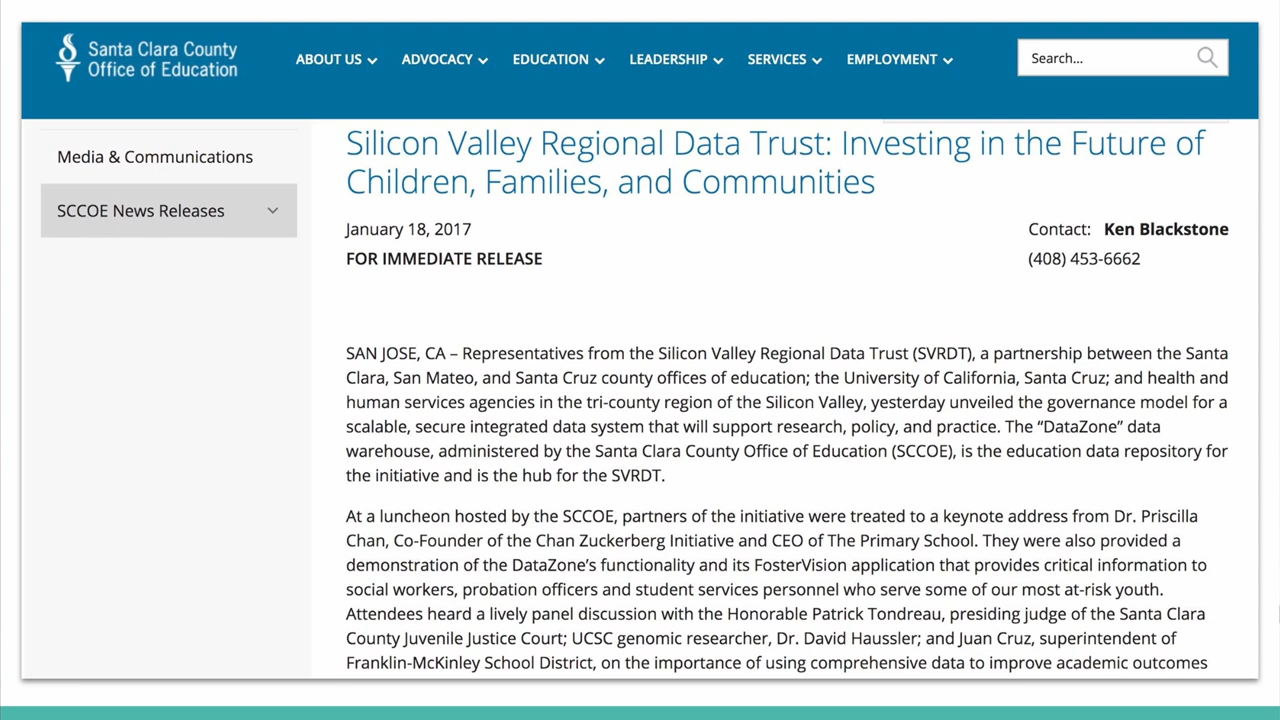 Santa Clara County
Office of Education
ABOUT US
ADVOCACY
EDUCATION
LEADERSHIP
SERVICES
EMPLOYMENT
Search...
Media & Communications
SCCOE News Releases
Silicon Valley Regional Data Trust: Investing in the Future of
Children, Families, and Communities
January 18, 2017
Contact: Ken Blackstone
FOR IMMEDIATE RELEASE
(408) 453-6662
SAN JOSE, CA – Representatives from the Silicon Valley Regional Data Trust (SVRDT), a partnership between the Santa
Clara, San Mateo, and Santa Cruz county offices of education; the University of California, Santa Cruz; and health and
human services agencies in the tri-county region of the Silicon Valley, yesterday unveiled the governance model for a
scalable, secure integrated data system that will support research, policy, and practice. The “DataZone” data
warehouse, administered by the Santa Clara County Office of Education (SCCOE), is the education data repository for
the initiative and is the hub for the SVRDT.
At a luncheon hosted by the SCCOE, partners of the initiative were treated to a keynote address from Dr. Priscilla
Chan, Co-Founder of the Chan Zuckerberg Initiative and CEO of The Primary School. They were also provided a
demonstration of the DataZone’s functionality and its FosterVision application that provides critical information to
social workers, probation officers and student services personnel who serve some of our most at-risk youth.
Attendees heard a lively panel discussion with the Honorable Patrick Tondreau, presiding judge of the Santa Clara
County Juvenile Justice Court; UCSC genomic researcher, Dr. David Haussler; and Juan Cruz, superintendent of
Franklin-McKinley School District, on the importance of using comprehensive data to improve academic outcomes